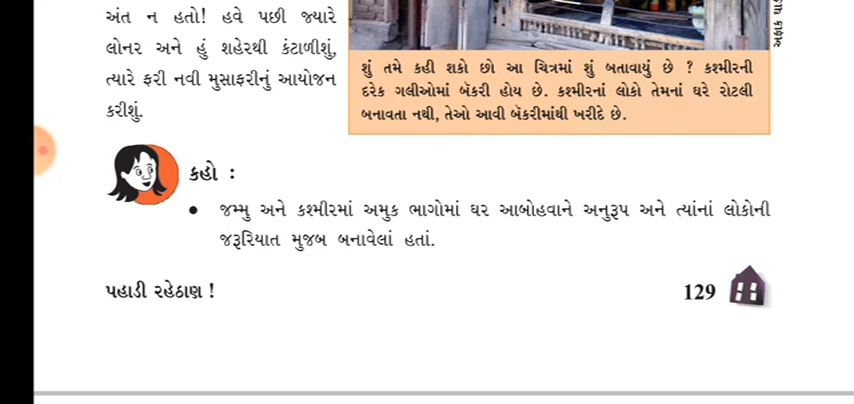 અંત ન હતો! હવે પછી જ્યારે
લોનર અને હું શહેરથી કંટાળીશું,
ત્યારે ફરી નવી મુસાફરીનું આયોજન
કરીશું.
શું તમે કહી શકો છો આ ચિત્રમાં શું બતાવાયું છે ? કશ્મીરની
દરેક ગલીઓમાં બૅકરી હોય છે. કશ્મીરનાં લોકો તેમનાં ઘરે રોટલી
બનાવતા નથી, તેઓ આવી બૅકરીમાંથી ખરીદે છે.
કહો :
• જમ્મુ અને કશ્મીરમાં અમુક ભાગોમાં ઘર આબોહવાને અનુરૂપ અને ત્યાંનાં લોકોની
જરૂરિયાત મુજબ બનાવેલાં હતાં.
પહાડી રહેઠાણ !
129